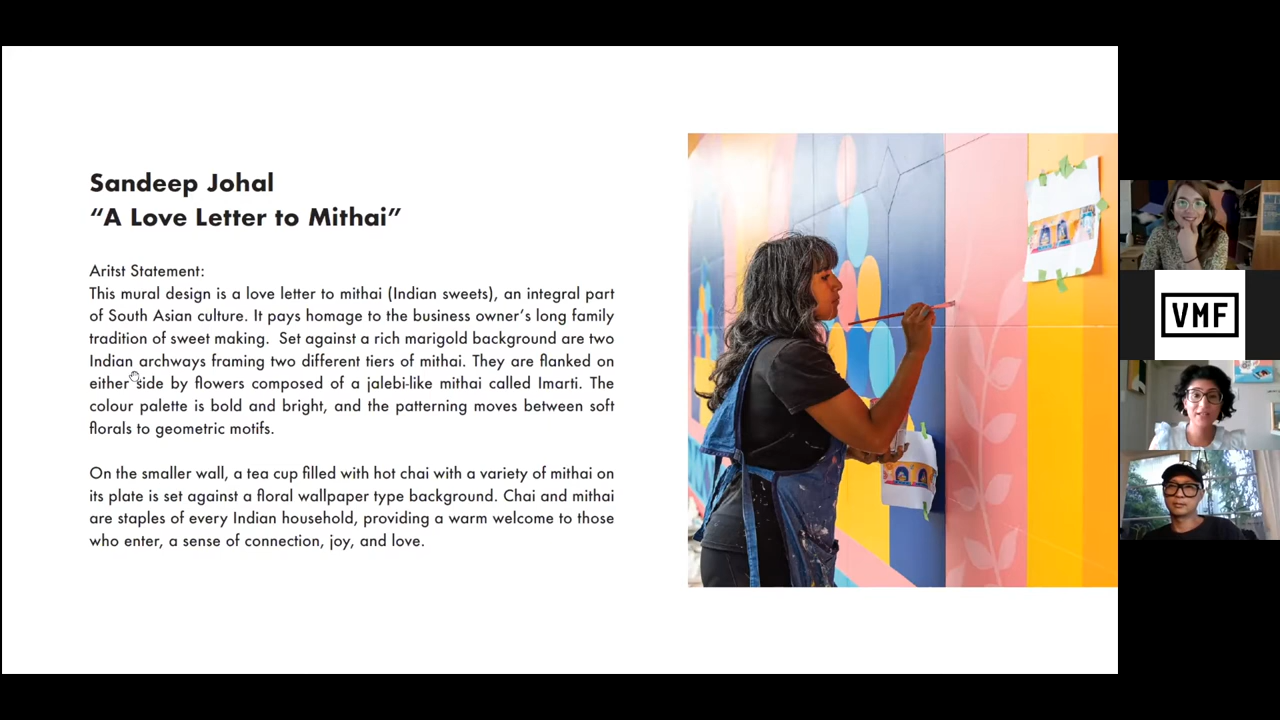 Sandeep Johal
“A Love Letter to Mithai”
Aritst Statement:
This mural design is a love letter to mithai (Indian sweets), an integral part
of South Asian culture. It pays homage to the business owner’s long family
tradition of sweet making.  Set against a rich marigold background are two
Indian archways framing two different tiers of mithai. They are flanked on
either side by flowers composed of a jalebi-like mithai called Imarti. The
colour palette is bold and bright, and the patterning moves between soft
florals to geometric motifs.
On the smaller wall, a tea cup filled with hot chai with a variety of mithai on
its plate is set against a floral wallpaper type background. Chai and mithai
are staples of every Indian household, providing a warm welcome to those
who enter, a sense of connection, joy, and love.
VMF